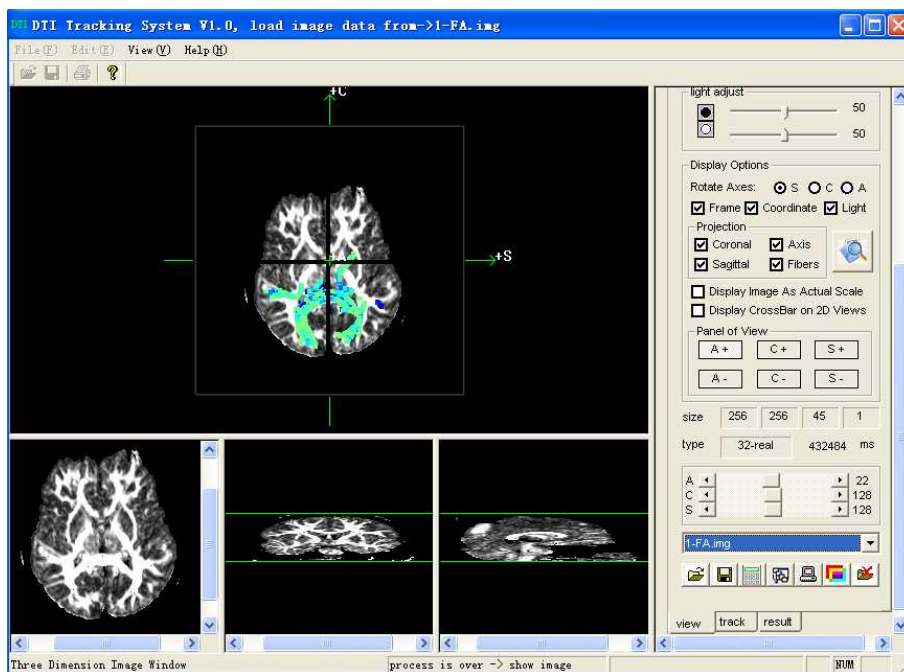 DTI DTI Tracking System V1.0, load image data from->1-FA.img
File(F) Edit(E) View(V) Help(H)
+C
+S
light adjust
50
50
Display Options
Rotate Axes: S C A
Frame Coordinate Light
Projection
Coronal Axis
Sagittal Fibers
Display Image As Actual Scale
Display CrossBar on 2D Views
Panel of View
A + C + S +
A - C - S -
size 256 256 45 1
type 32-real 432484 ms
A 22
C 128
S 128
1-FA.img
view track result
Three Dimension Image Window process is over -> show image NUM